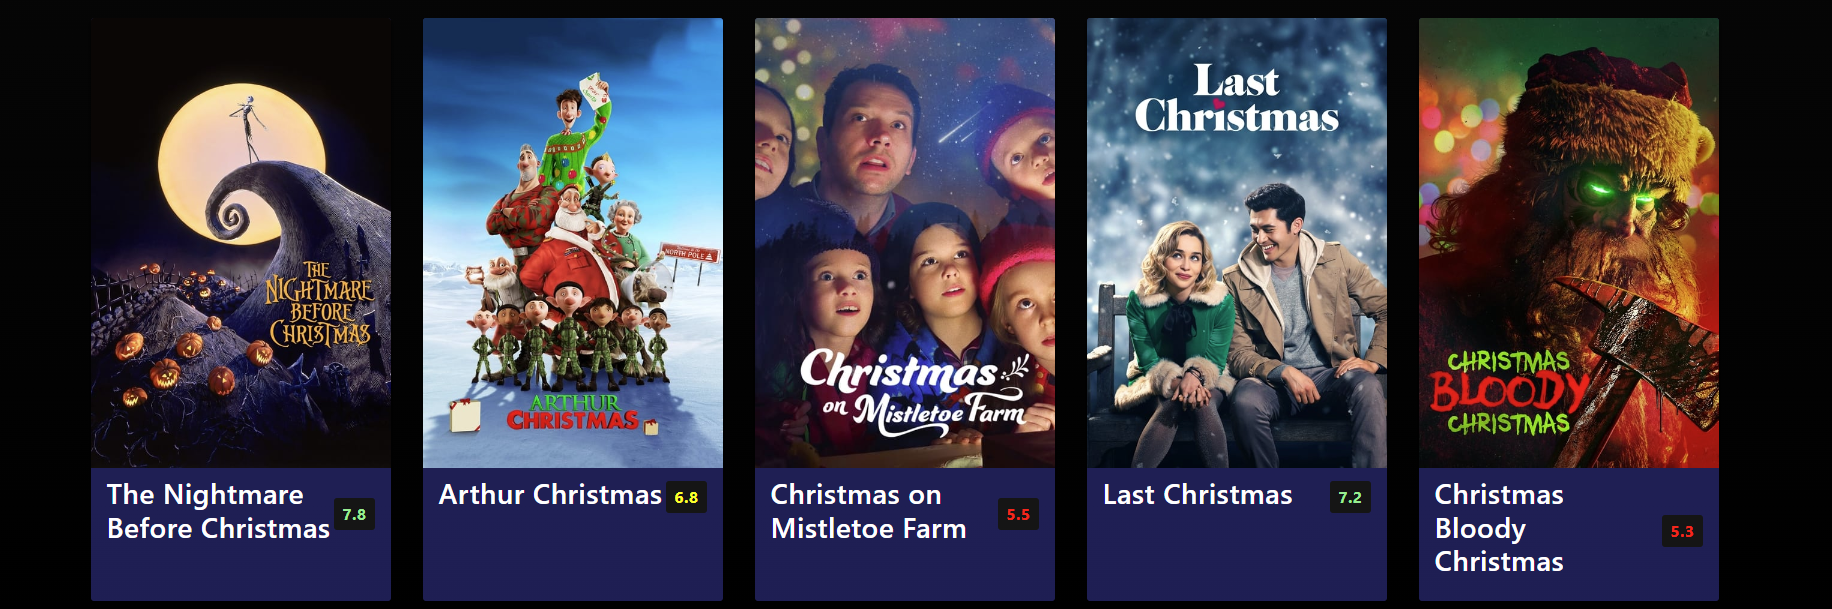 THE
NIGHTMARE
BEFORE
CHRISTMAS
The Nightmare
Before Christmas
7.8
NORTH POLE
ARTHUR
CHRISTMAS
Arthur Christmas
6.8
Christmas
on Mistletoe Farm
Christmas on
Mistletoe Farm
5.5
Last
Christmas
Last Christmas
7.2
CHRISTMAS
BLOODY
CHRISTMAS
Christmas
Bloody
Christmas
5.3